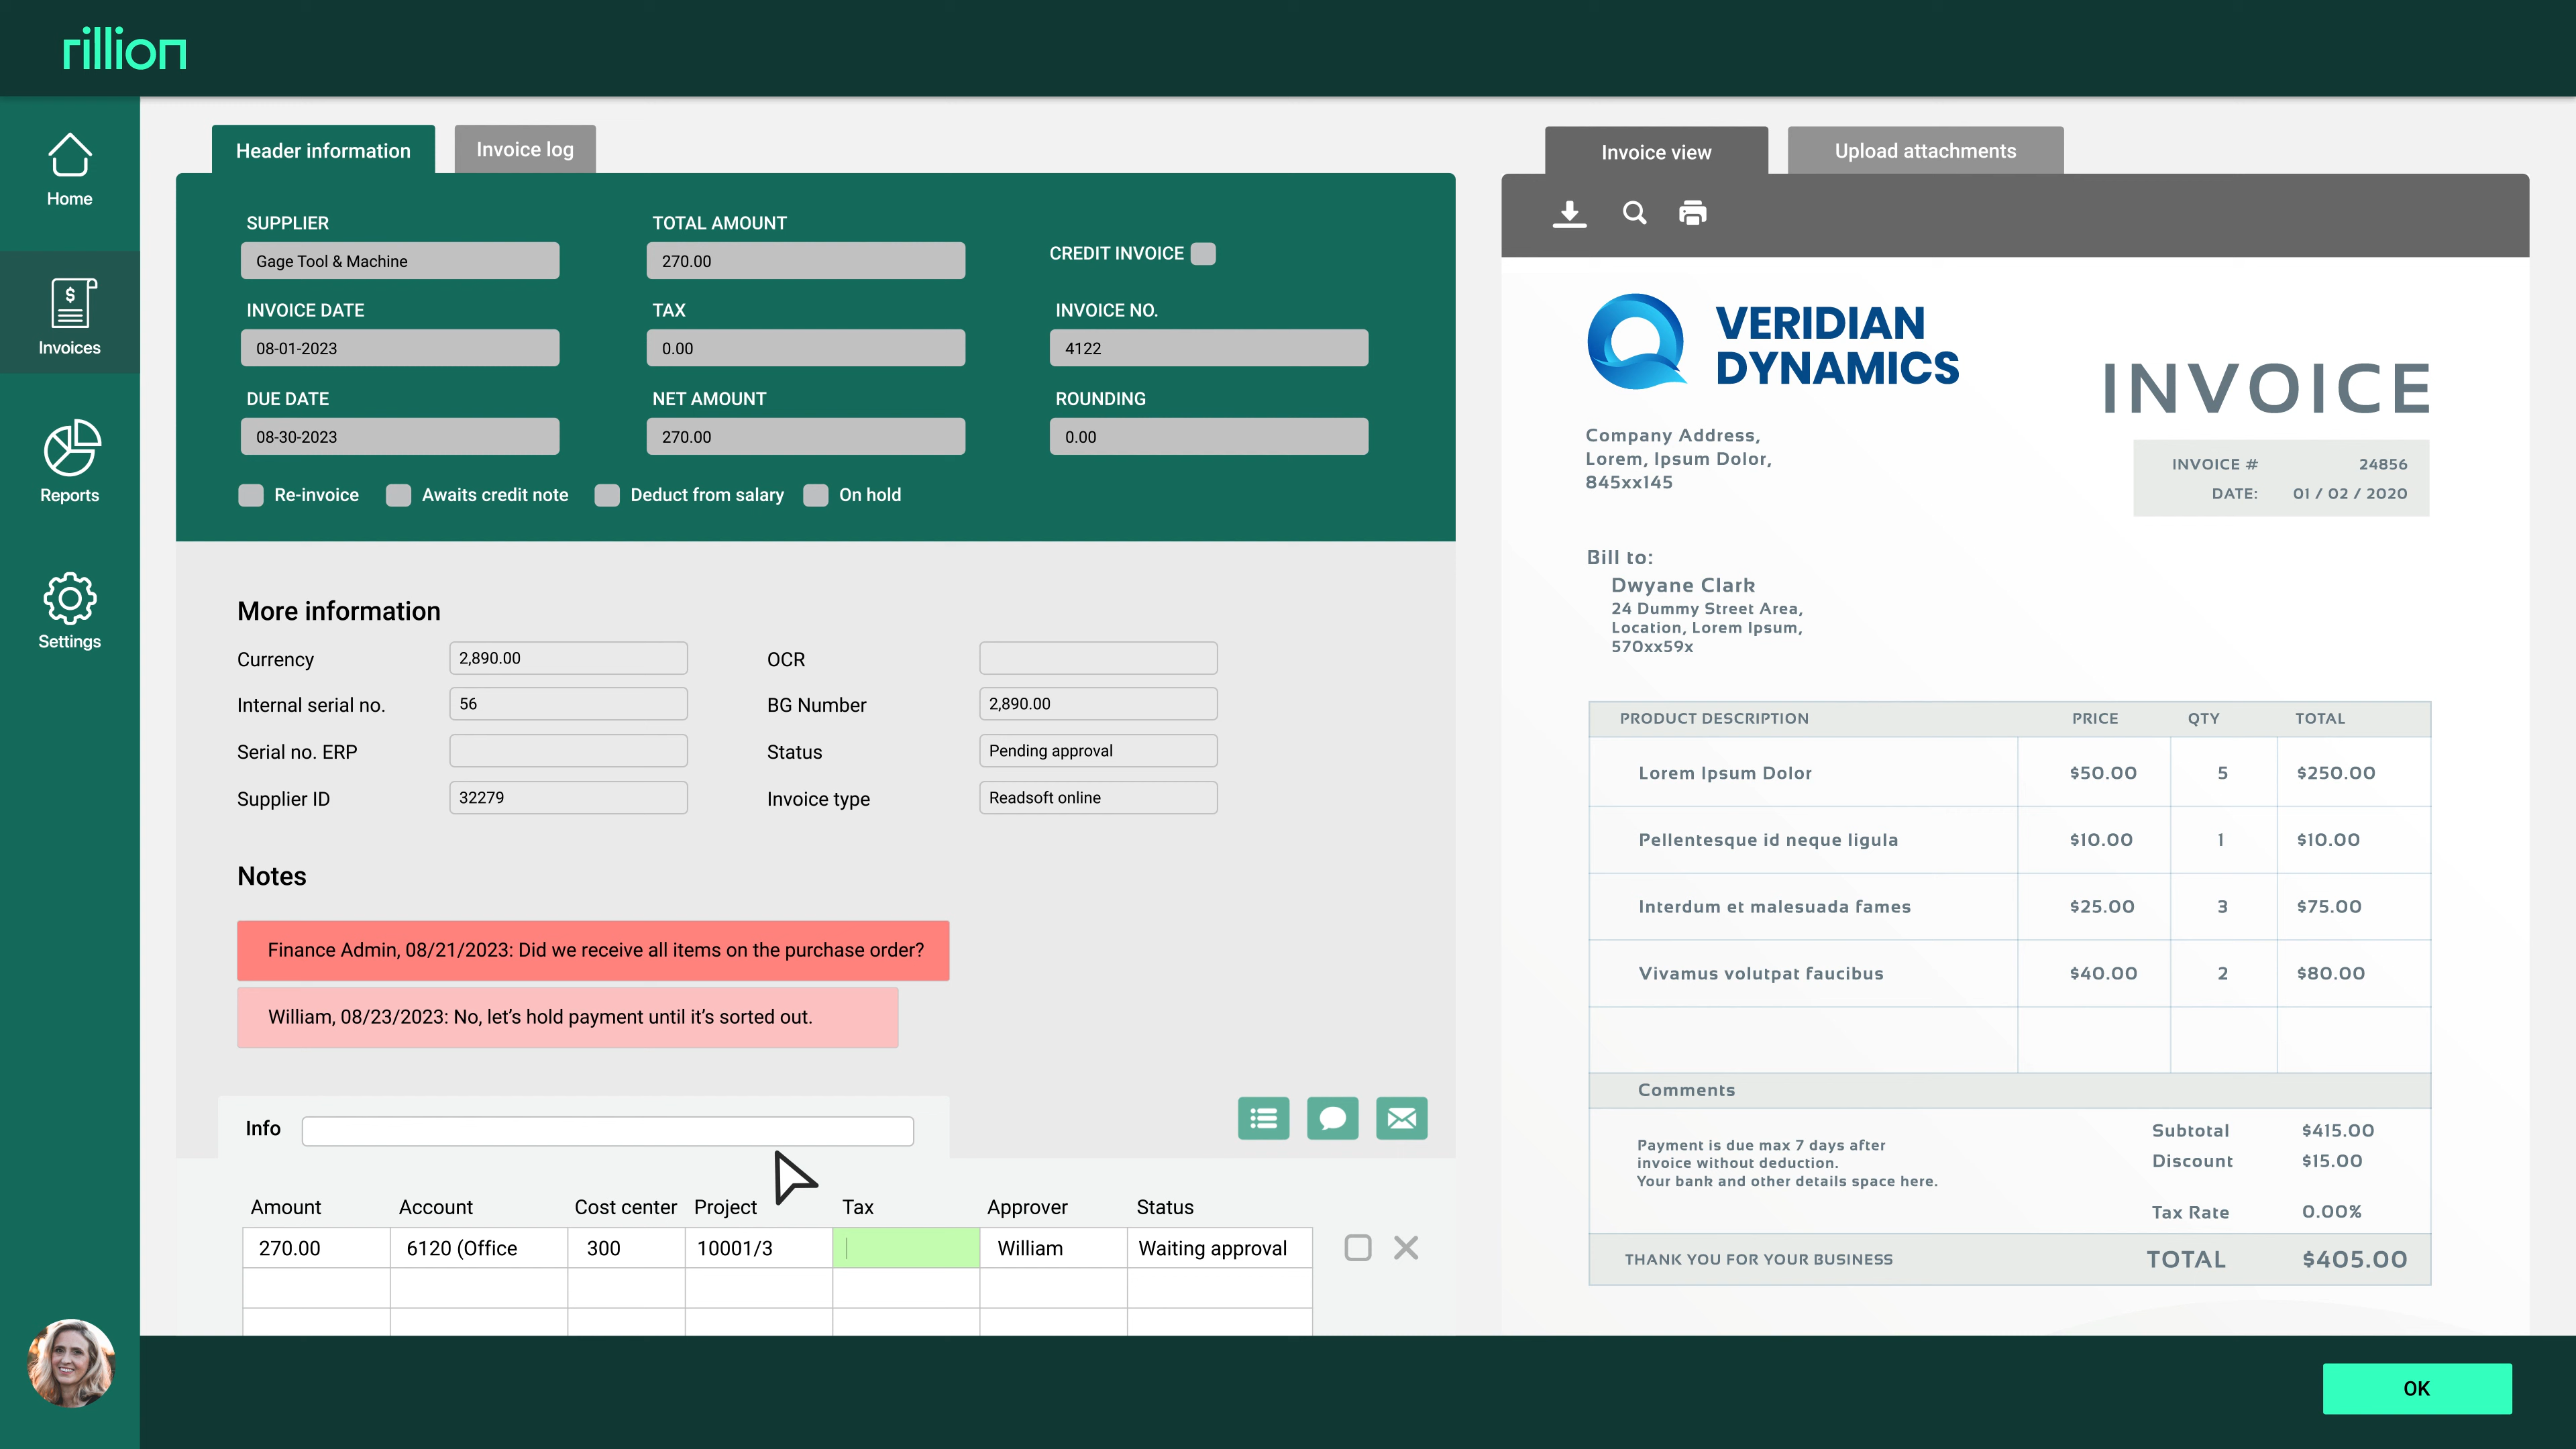 rillion
Home
Invoices
Reports
Settings
Header information
Invoice log
SUPPLIER
Gage Tool & Machine
TOTAL AMOUNT
270.00
CREDIT INVOICE
INVOICE DATE
08-01-2023
TAX
0.00
INVOICE NO.
4122
DUE DATE
08-30-2023
NET AMOUNT
270.00
ROUNDING
0.00
Re-invoice Awaits credit note Deduct from salary On hold
More information
Currency 2,890.00 OCR
Internal serial no. 56 BG Number 2,890.00
Serial no. ERP Status Pending approval
Supplier ID 32279 Invoice type Readsoft online
Notes
Finance Admin, 08/21/2023: Did we receive all items on the purchase order?
William, 08/23/2023: No, let’s hold payment until it’s sorted out.
Info
Amount Account Cost center Project Tax Approver Status
270.00 6120 (Office 300 10001/3 William Waiting approval
Invoice view
Upload attachments
VERIDIAN
DYNAMICS
INVOICE
Company Address,
Lorem, Ipsum Dolor,
845xx145
INVOICE # 24856
DATE: 01 / 02 / 2020
Bill to:
Dwyane Clark
24 Dummy Street Area,
Location, Lorem Ipsum,
570xx59x
PRODUCT DESCRIPTION PRICE QTY TOTAL
Lorem Ipsum Dolor $50.00 5 $250.00
Pellentesque id neque ligula $10.00 1 $10.00
Interdum et malesuada fames $25.00 3 $75.00
Vivamus volutpat faucibus $40.00 2 $80.00
Comments
Payment is due max 7 days after
invoice without deduction.
Your bank and other details space here.
Subtotal $415.00
Discount $15.00
Tax Rate 0.00%
THANK YOU FOR YOUR BUSINESS TOTAL $405.00
OK